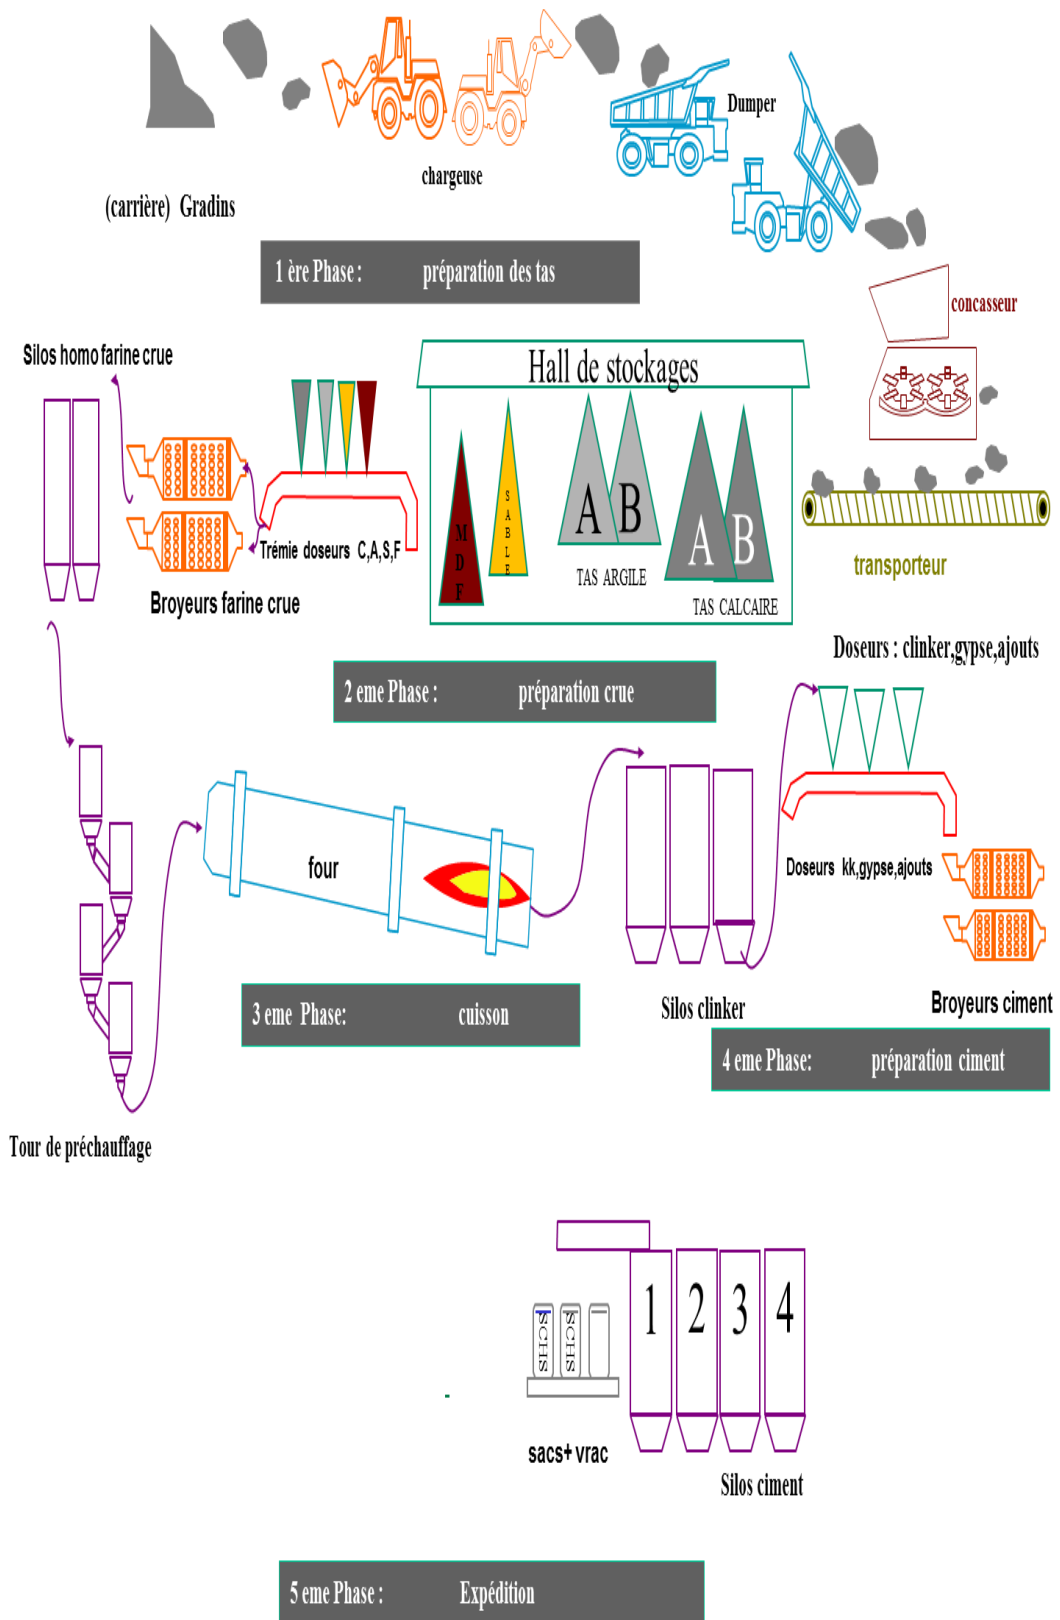 Dumper
chargeuse
(carrière) Gradins
1 ère Phase : préparation des tas
concasseur
Silos homo farine crue
Hall de stockages
MDF
SABLE
A B
A B
TAS ARGILE
TAS CALCAIRE
Trémie doseurs C,A,S,F
Broyeurs farine crue
transporteur
Doseurs : clinker,gypse,ajouts
2 eme Phase : préparation crue
four
Doseurs kk,gypse,ajouts
Silos clinker
Broyeurs ciment
3 eme Phase: cuisson
4 eme Phase: préparation ciment
Tour de préchauffage
1 2 3 4
SCHS SCHS
sacs+ vrac
Silos ciment
5 eme Phase : Expédition